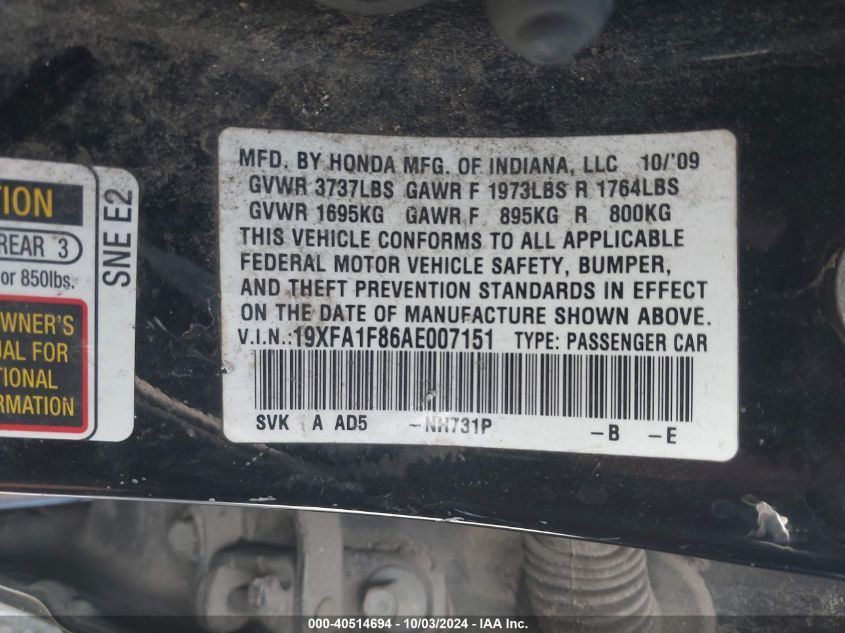 MFD. BY HONDA MFG. OF INDIANA, LLC 10/'09
GVWR 3737LBS GAWR F 1973LBS R 1764LBS
GVWR 1695KG GAWR F 895KG R 800KG
THIS VEHICLE CONFORMS TO ALL APPLICABLE
FEDERAL MOTOR VEHICLE SAFETY, BUMPER,
AND THEFT PREVENTION STANDARDS IN EFFECT
ON THE DATE OF MANUFACTURE SHOWN ABOVE.
V.I.N.:19XFA1F86AE007151 TYPE: PASSENGER CAR
SVK A AD5 -NH731P -B -E
TION
REAR 3
or 850lbs.
WNER'S
UAL FOR
TIONAL
RMATION
SNE E2
000-40514694 - 10/03/2024 - IAA Inc.